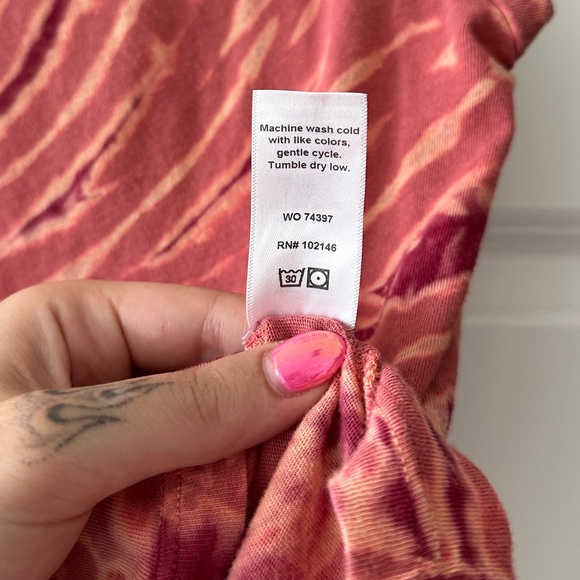 Machine wash cold
with like colors,
gentle cycle.
Tumble dry low.
WO 74397
RN# 102146
30